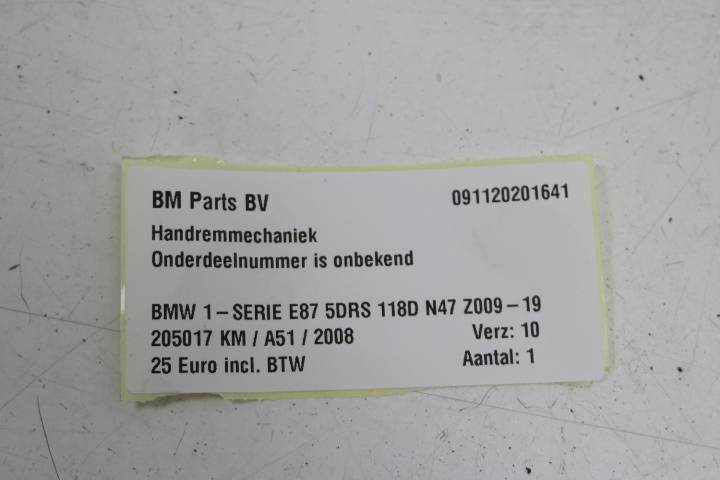 BM Parts BV 091120201641
Handremmechaniek
Onderdeelnummer is onbekend
BMW 1-SERIE E87 5DRS 118D N47 Z009-19
205017 KM / A51 / 2008 Verz: 10
25 Euro incl. BTW Aantal: 1